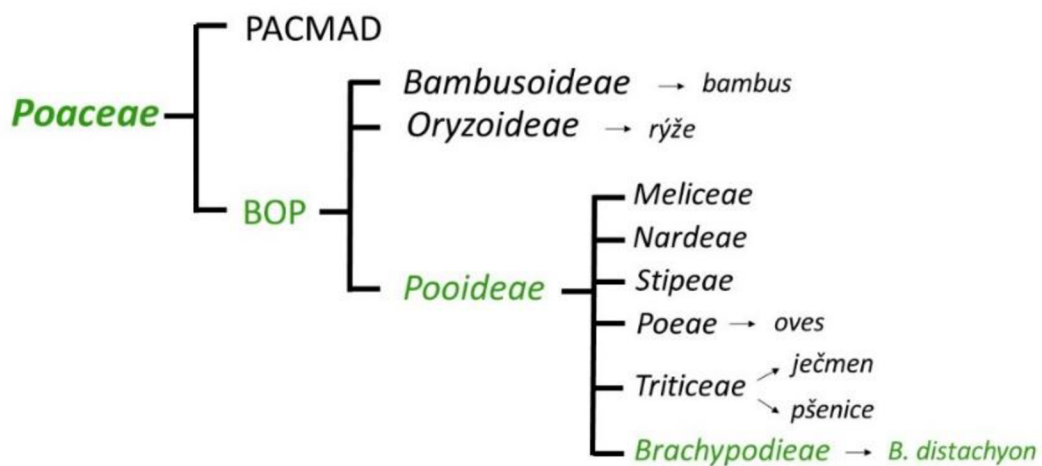 PACMAD
Bambusoideae → bambus
Poaceae
Oryzoideae → rýže
Meliceae
BOP
Nardeae
Pooideae
Stipeae
Poeae → oves
ječmen
Triticeae
pšenice
Brachypodieae → B. distachyon